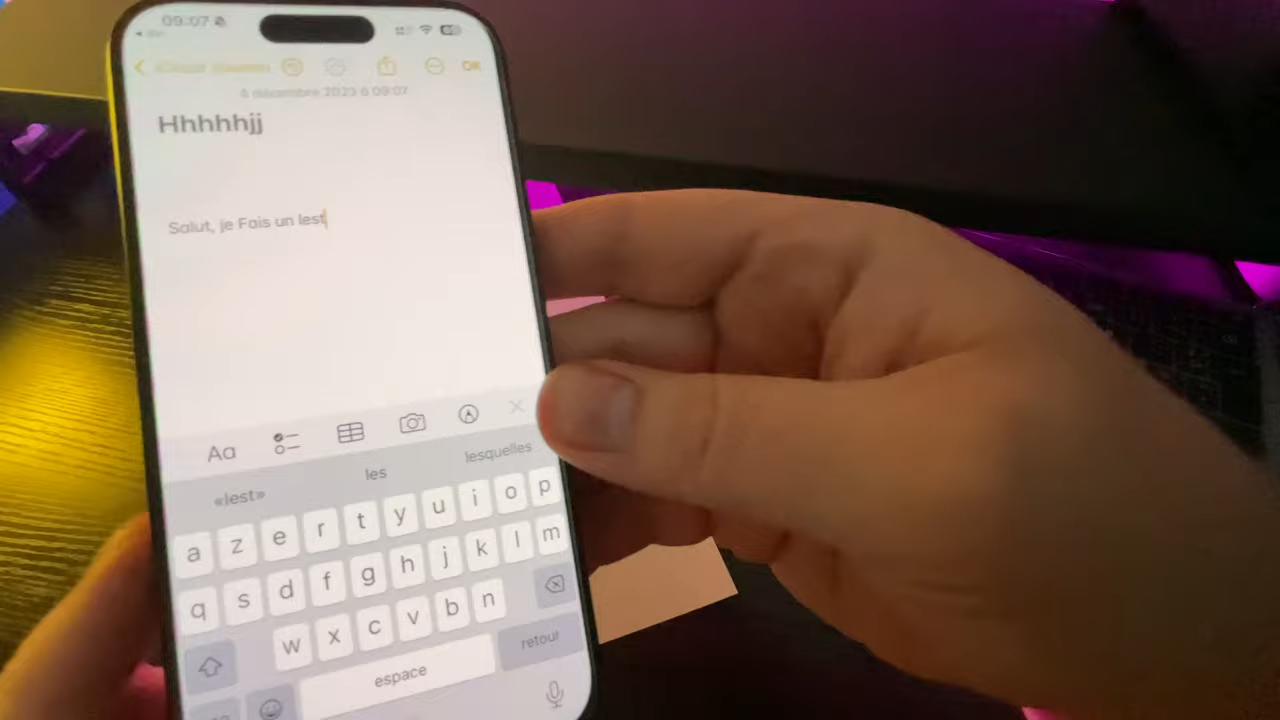 09:07
OK
4 décembre 2023 à 09:07
Hhhhhjj
Salut, je Fais un lest
Aa
«lest» les lesquelles
a z e r t y u i o p
q s d f g h j k l m
w x c v b n
espace retour